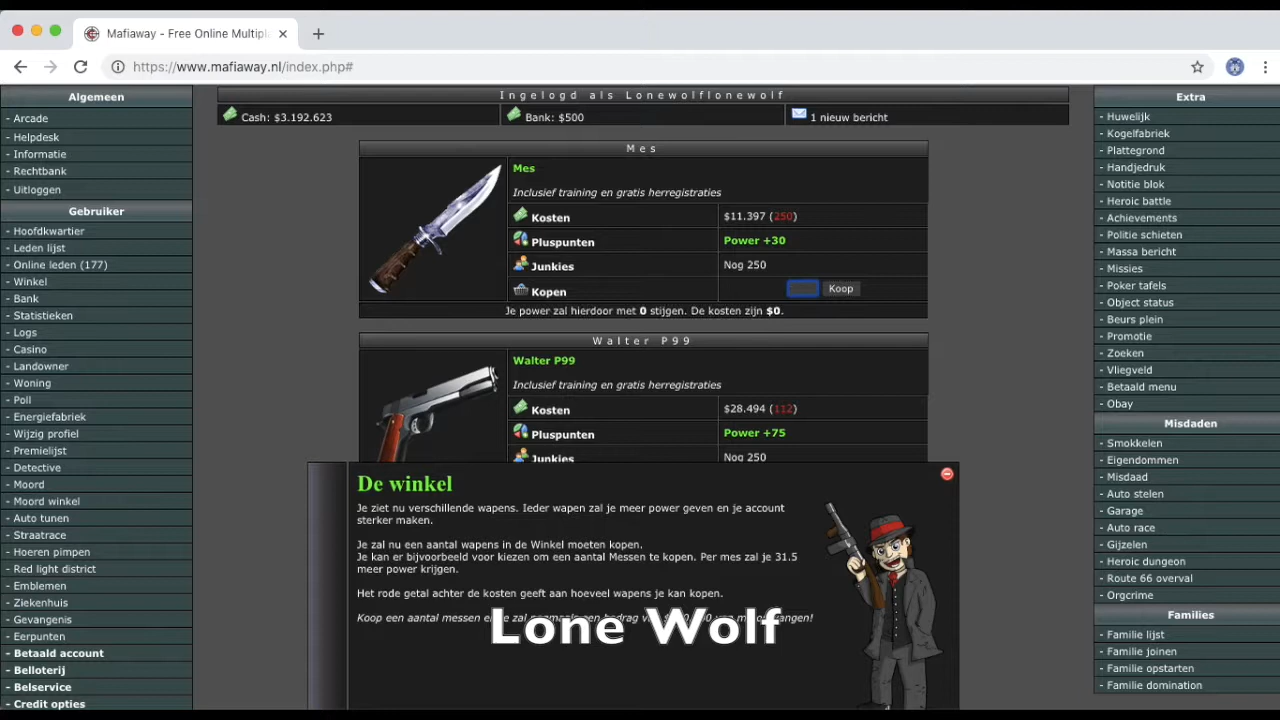 Mafiaway - Free Online Multipl
https://www.mafiaway.nl/index.php#
Algemeen
- Arcade
- Helpdesk
- Informatie
- Rechtbank
- Uitloggen
Gebruiker
- Hoofdkwartier
- Leden lijst
- Online leden (177)
- Winkel
- Bank
- Statistieken
- Logs
- Casino
- Landowner
- Woning
- Poll
- Energiefabriek
- Wijzig profiel
- Premielijst
- Detective
- Moord
- Moord winkel
- Auto tunen
- Straatrace
- Hoeren pimpen
- Red light district
- Emblemen
- Ziekenhuis
- Gevangenis
- Eerpunten
- Betaald account
- Belloterij
- Belservice
- Credit opties
Ingelogd als Lonewolflonewolf
Cash: $3.192.623
Bank: $500
1 nieuw bericht
Mes
Mes
Inclusief training en gratis herregistraties
Kosten $11.397 (250)
Pluspunten Power +30
Junkies Nog 250
Kopen Koop
Je power zal hierdoor met 0 stijgen. De kosten zijn $0.
Walter P99
Walter P99
Inclusief training en gratis herregistraties
Kosten $28.494 (112)
Pluspunten Power +75
Junkies Nog 250
De winkel
Je ziet nu verschillende wapens. Ieder wapen zal je meer power geven en je account
sterker maken.
Je zal nu een aantal wapens in de Winkel moeten kopen.
Je kan er bijvoorbeeld voor kiezen om een aantal Messen te kopen. Per mes zal je 31.5
meer power krijgen.
Het rode getal achter de kosten geeft aan hoeveel wapens je kan kopen.
Koop een aantal messen
Lone Wolf
Extra
- Huwelijk
- Kogelfabriek
- Plattegrond
- Handjedruk
- Notitie blok
- Heroic battle
- Achievements
- Politie schieten
- Massa bericht
- Missies
- Poker tafels
- Object status
- Beurs plein
- Promotie
- Zoeken
- Vliegveld
- Betaald menu
- Obay
Misdaden
- Smokkelen
- Eigendommen
- Misdaad
- Auto stelen
- Garage
- Auto race
- Gijzelen
- Heroic dungeon
- Route 66 overval
- Orgcrime
Families
- Familie lijst
- Familie joinen
- Familie opstarten
- Familie domination